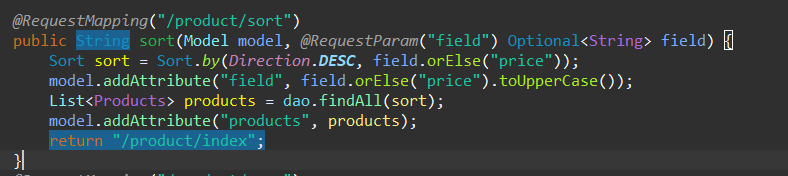 @RequestMapping("/product/sort")
public String sort(Model model, @RequestParam("field") Optional<String> field) {
Sort sort = Sort.by(Direction.DESC, field.orElse("price"));
model.addAttribute("field", field.orElse("price").toUpperCase());
List<Products> products = dao.findAll(sort);
model.addAttribute("products", products);
return "/product/index";
}